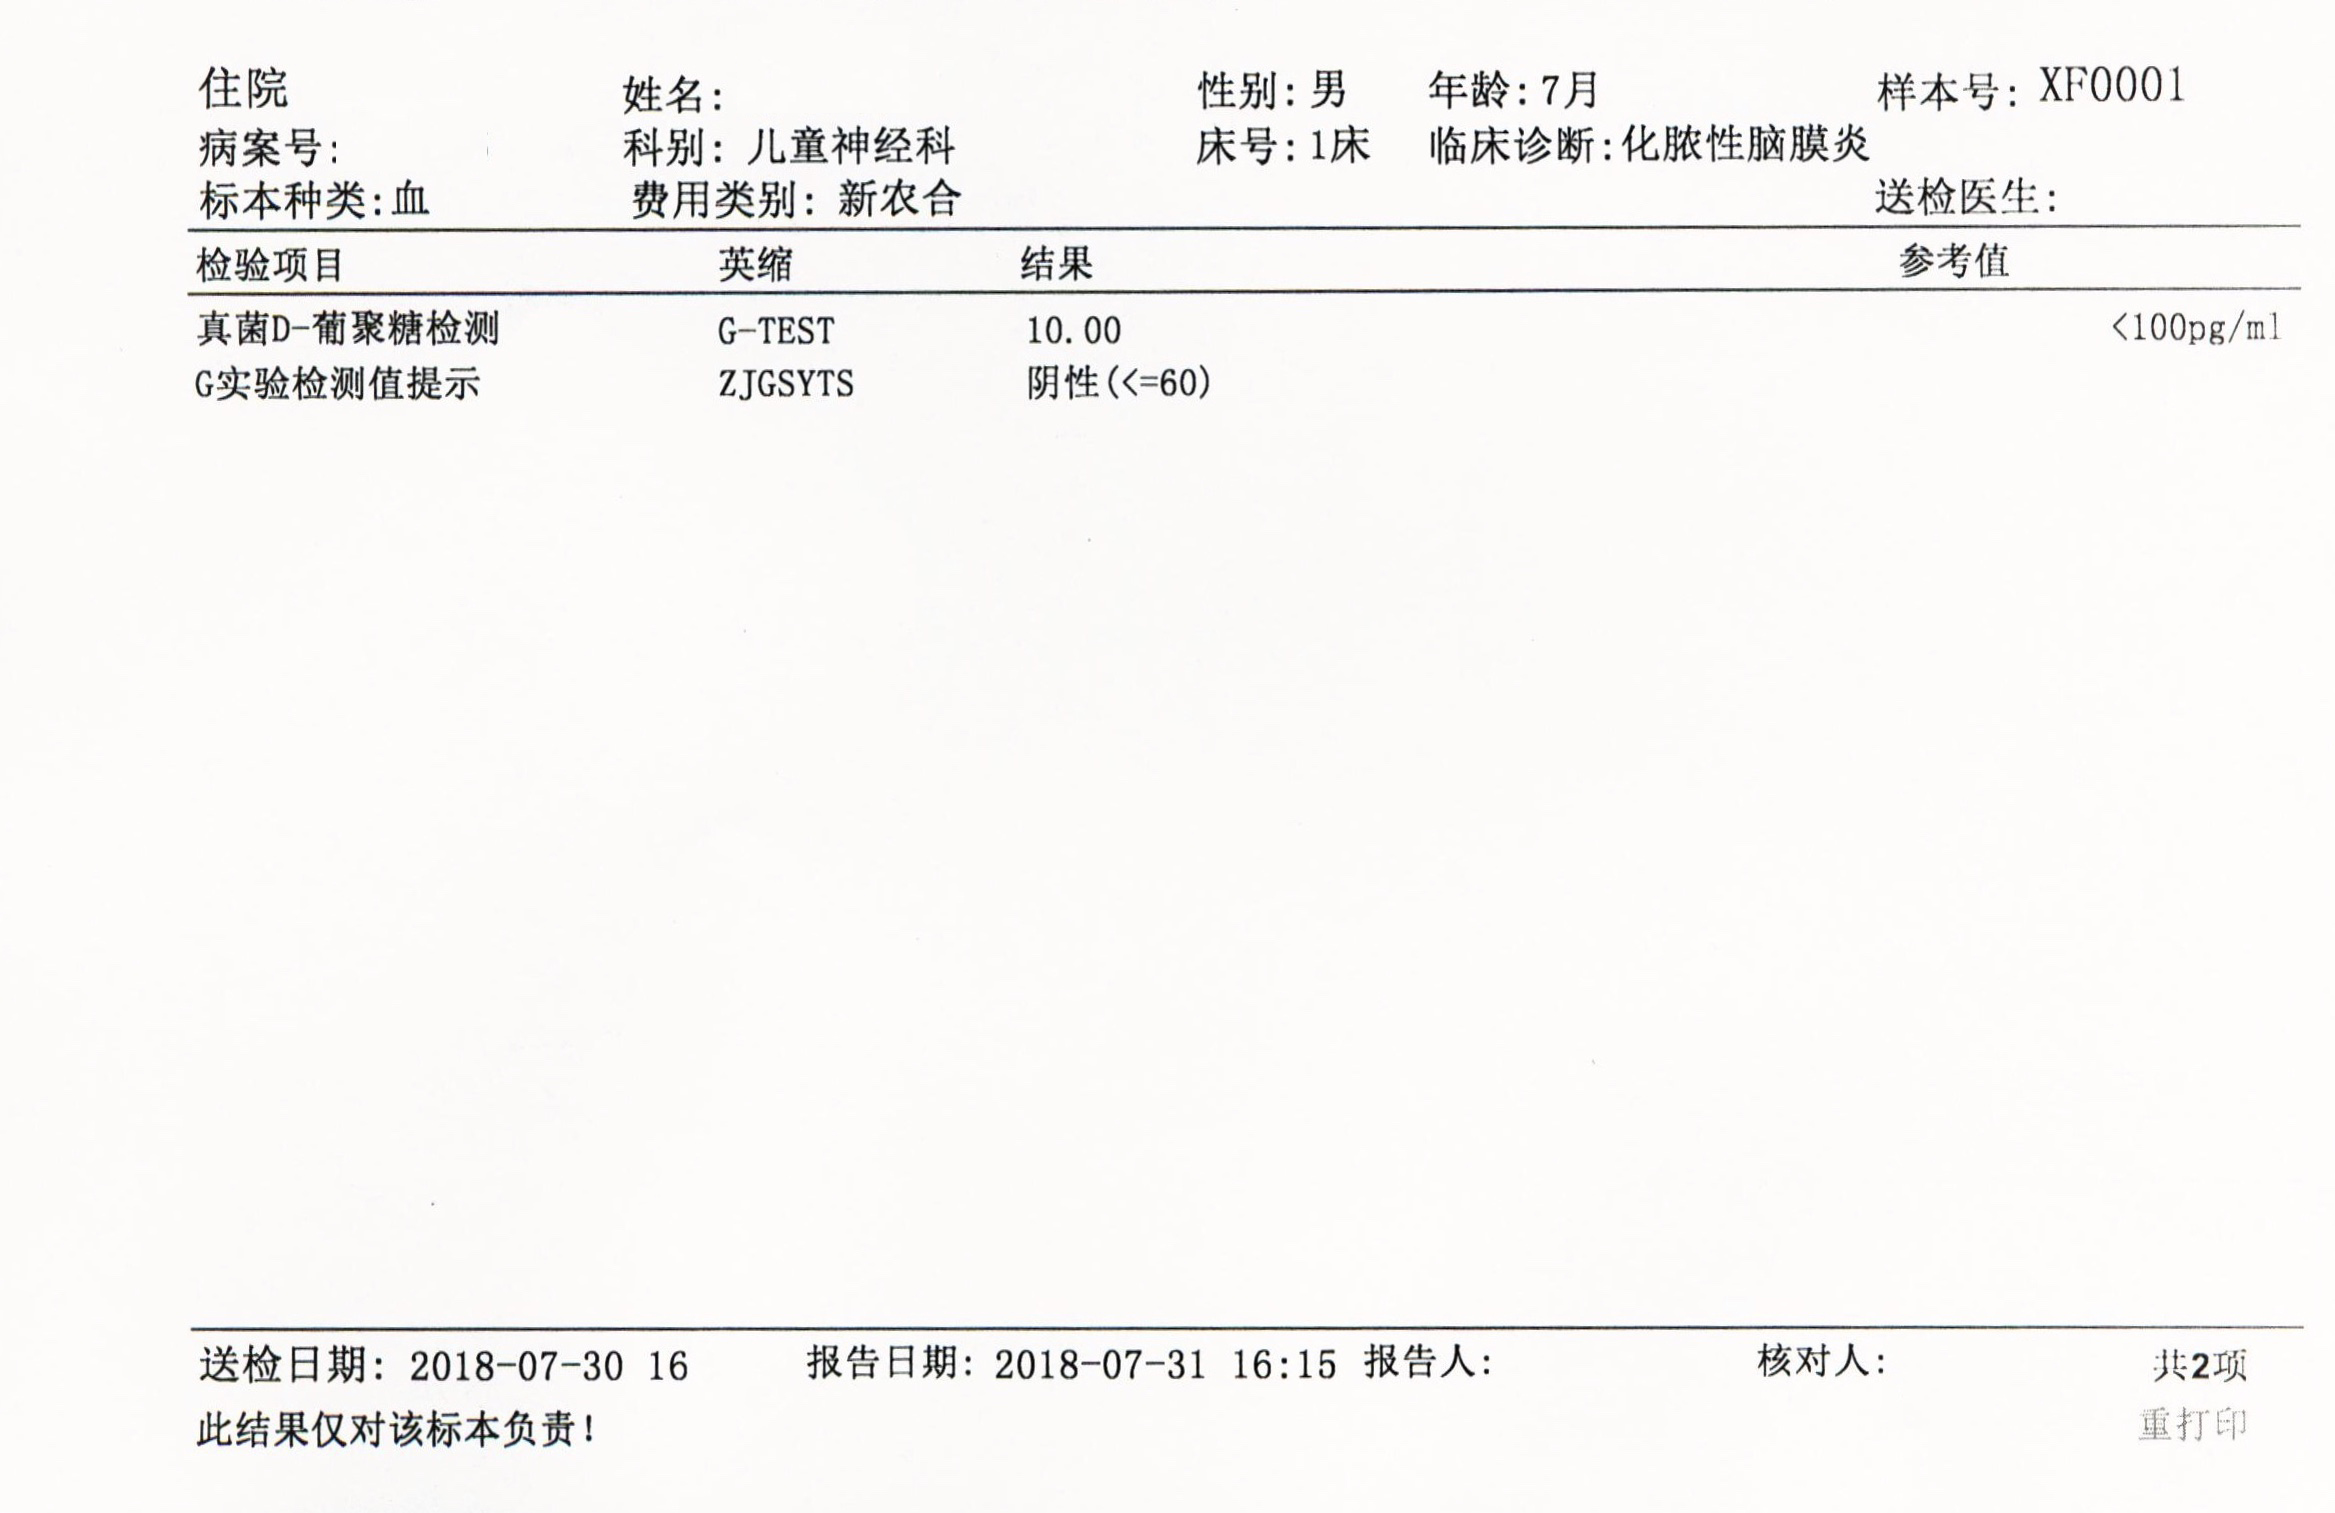 住院 姓名: 性别: 男 年龄: 7月 样本号: XF0001
病案号: 科别: 儿童神经科 床号: 1床 临床诊断: 化脓性脑膜炎
标本种类: 血 费用类别: 新农合 送检医生:
检验项目 英缩 结果 参考值
真菌D-葡聚糖检测 G-TEST 10.00 <100pg/ml
G实验检测值提示 ZJGSYTS 阴性(<=60)
送检日期: 2018-07-30 16 报告日期: 2018-07-31 16:15 报告人: 核对人: 共2项
此结果仅对该标本负责! 重打印